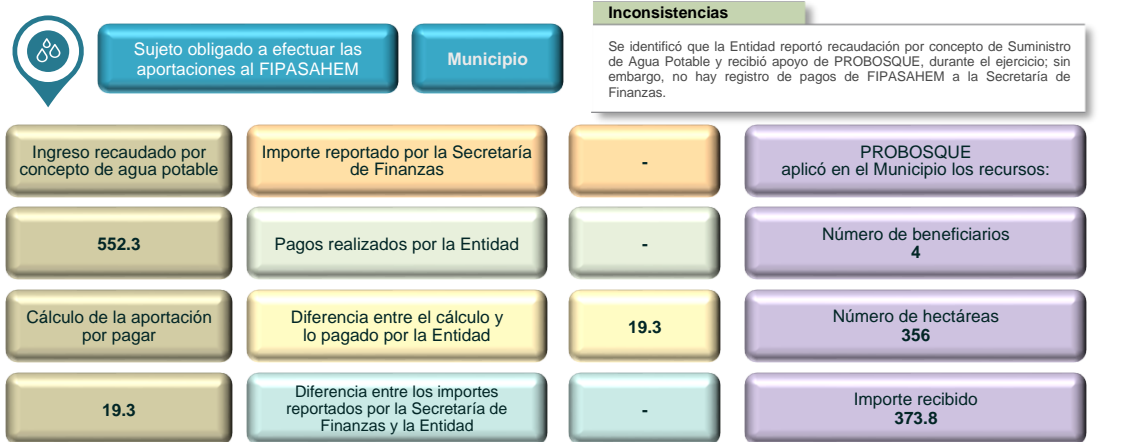 Sujeto obligado a efectuar las
aportaciones al FIPASAHEM
Municipio
Inconsistencias
Se identificó que la Entidad reportó recaudación por concepto de Suministro
de Agua Potable y recibió apoyo de PROBOSQUE, durante el ejercicio; sin
embargo, no hay registro de pagos de FIPASAHEM a la Secretaría de
Finanzas.
Ingreso recaudado por
concepto de agua potable
Importe reportado por la Secretaría
de Finanzas
-
PROBOSQUE
aplicó en el Municipio los recursos:
552.3
Pagos realizados por la Entidad
-
Número de beneficiarios
4
Cálculo de la aportación
por pagar
Diferencia entre el cálculo y
lo pagado por la Entidad
19.3
Número de hectáreas
356
19.3
Diferencia entre los importes
reportados por la Secretaría de
Finanzas y la Entidad
-
Importe recibido
373.8